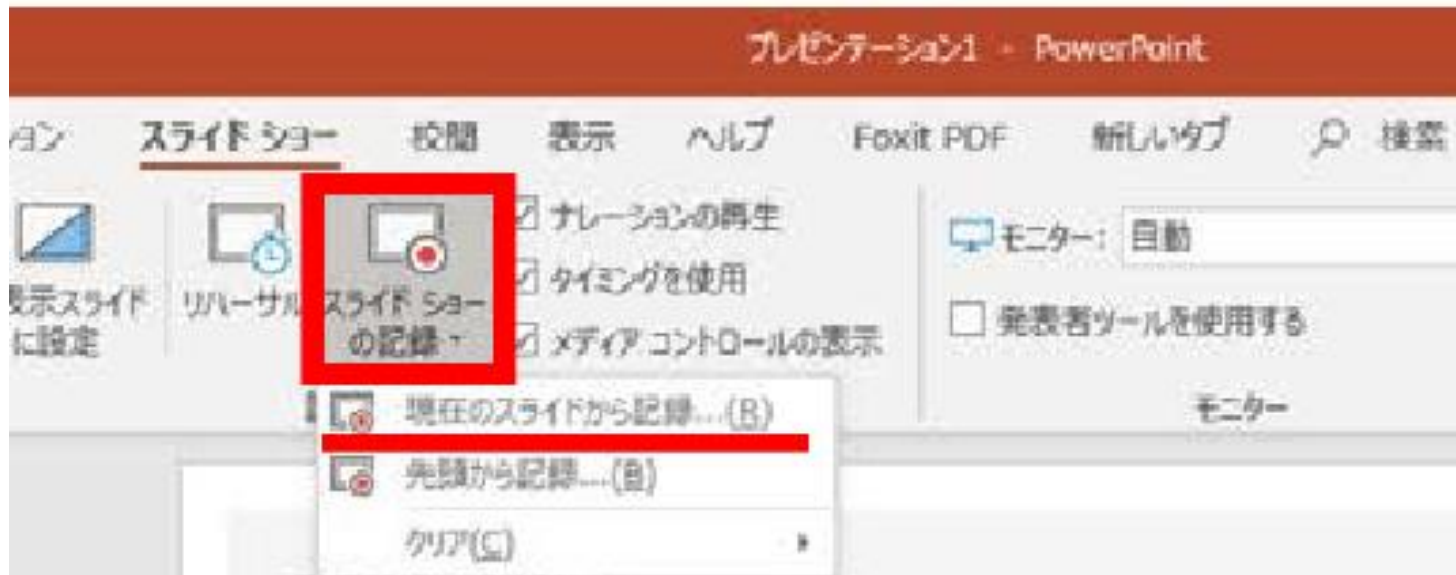 プレゼンテーション1 - PowerPoint
ション スライド ショー 校閲 表示 ヘルプ Foxit PDF 新しいタブ 検索
表示スライド
に設定
リハーサル
スライド ショー
の記録
ナレーションの再生
タイミングを使用
メディア コントロールの表示
モニター: 自動
発表者ツールを使用する
モニター
現在のスライドから記録...(R)
先頭から記録...(B)
クリア(C)